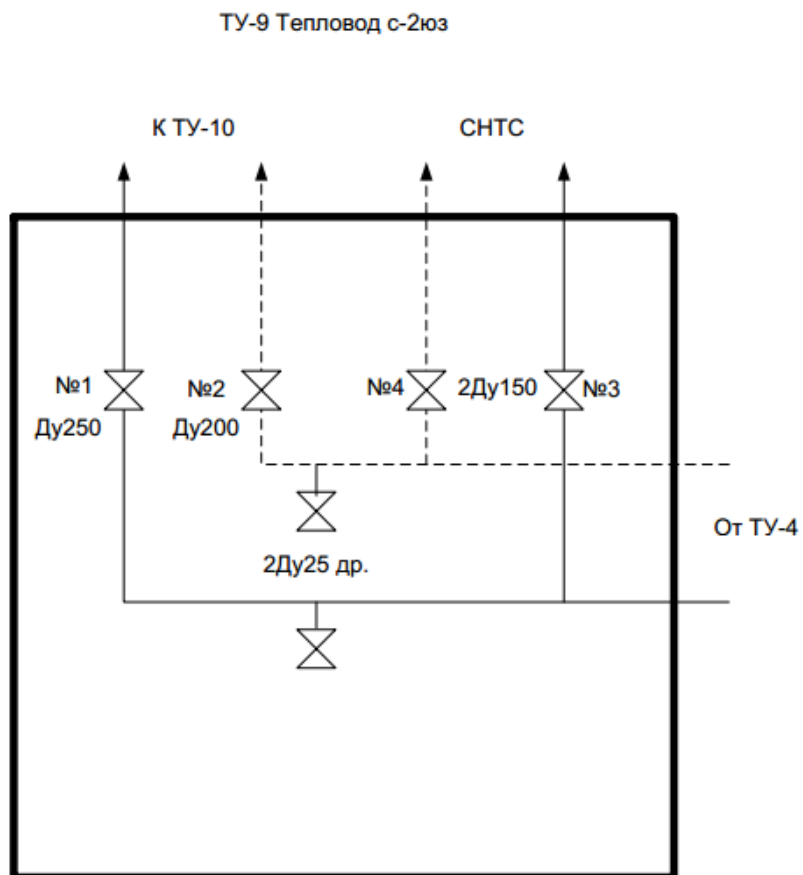 ТУ-9 Тепловод с-2юз
К ТУ-10
СНТС
№1
Ду250
№2
Ду200
№4
2Ду150
№3
От ТУ-4
2Ду25 др.